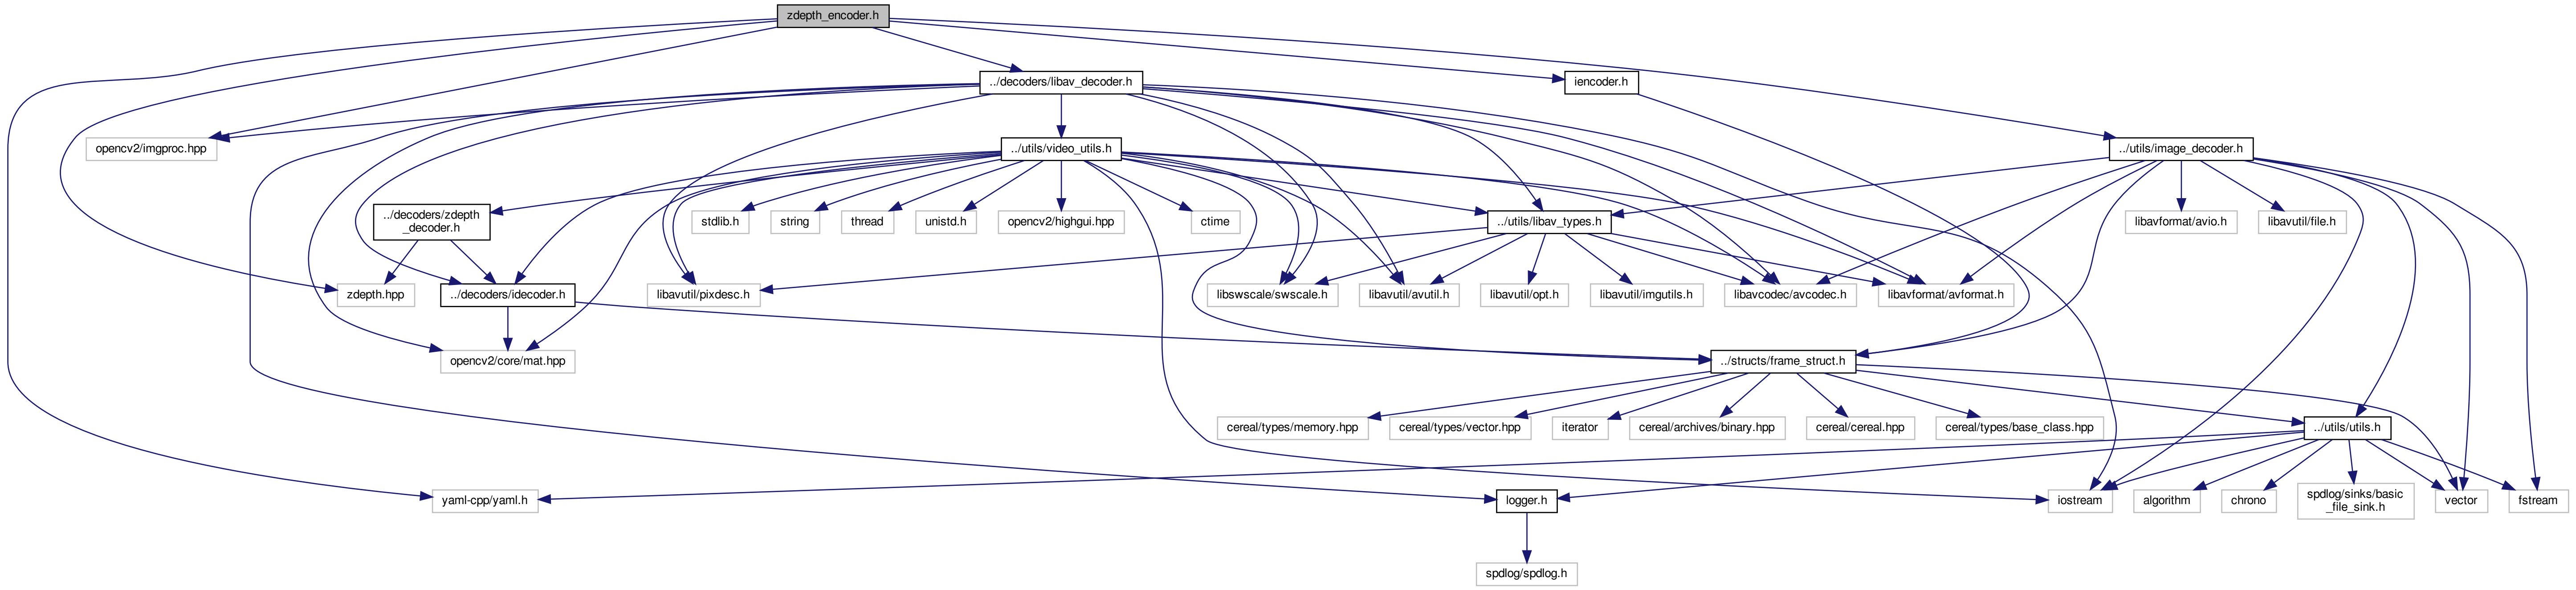 zdepth_encoder.h
../decoders/libav_decoder.h
iencoder.h
opencv2/imgproc.hpp
../utils/video_utils.h
../utils/image_decoder.h
../decoders/zdepth
_decoder.h
stdlib.h
string
thread
unistd.h
opencv2/highgui.hpp
ctime
../utils/libav_types.h
libavformat/avio.h
libavutil/file.h
zdepth.hpp
../decoders/idecoder.h
libavutil/pixdesc.h
libswscale/swscale.h
libavutil/avutil.h
libavutil/opt.h
libavutil/imgutils.h
libavcodec/avcodec.h
libavformat/avformat.h
opencv2/core/mat.hpp
../structs/frame_struct.h
cereal/types/memory.hpp
cereal/types/vector.hpp
iterator
cereal/archives/binary.hpp
cereal/cereal.hpp
cereal/types/base_class.hpp
../utils/utils.h
yaml-cpp/yaml.h
logger.h
iostream
algorithm
chrono
spdlog/sinks/basic
_file_sink.h
vector
fstream
spdlog/spdlog.h